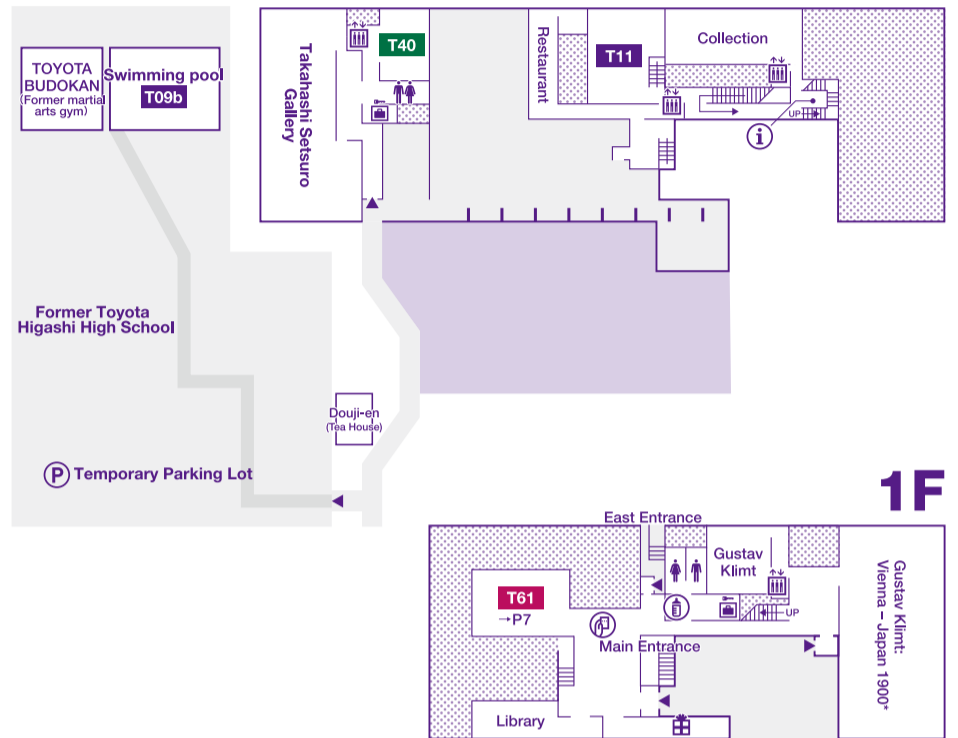 TOYOTA
BUDOKAN
(Former martial
arts gym)
Swimming pool
T09b
Takahashi Setsuro
Gallery
T40
Restaurant
T11
Collection
UP
i
Former Toyota
Higashi High School
Douji-en
(Tea House)
P Temporary Parking Lot
1F
East Entrance
Gustav
Klimt
T61
→P7
UP
Main Entrance
Library
Gustav Klimt:
Vienna – Japan 1900*